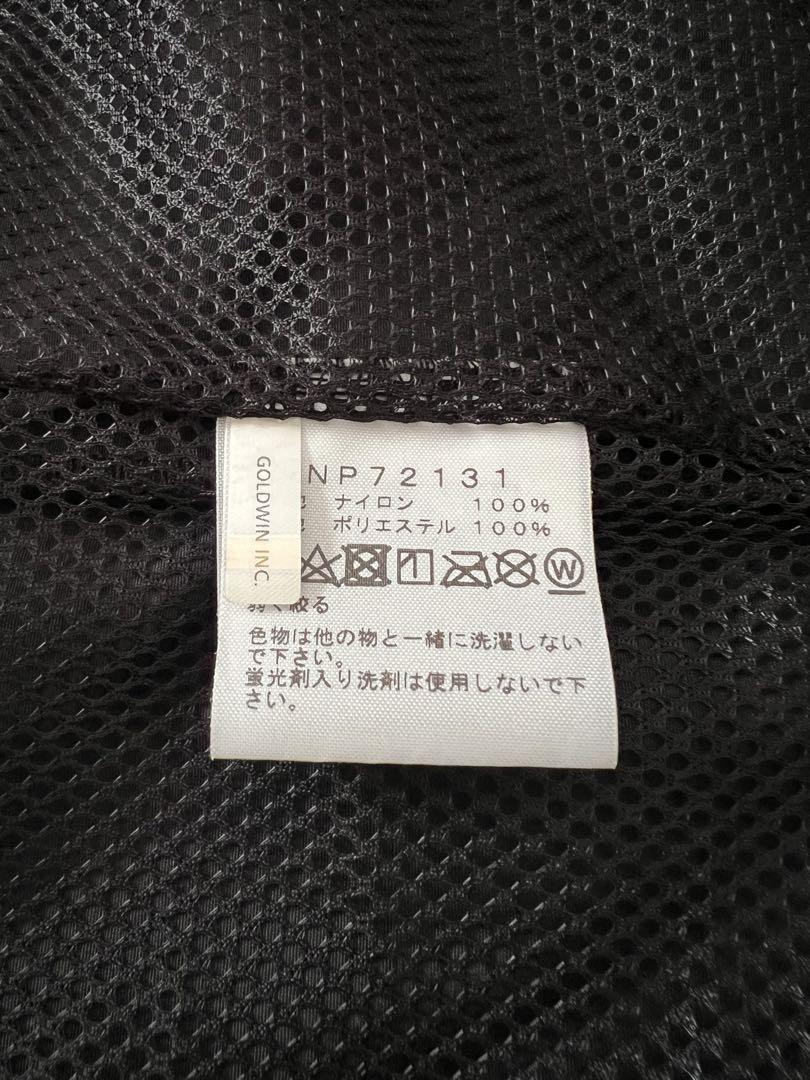 GOLDWIN INC.
NP72131
ナイロン 100%
ポリエステル 100%
W
弱く絞る
色物は他の物と一緒に洗濯しない
で下さい。
蛍光剤入り洗剤は使用しないで下
さい。